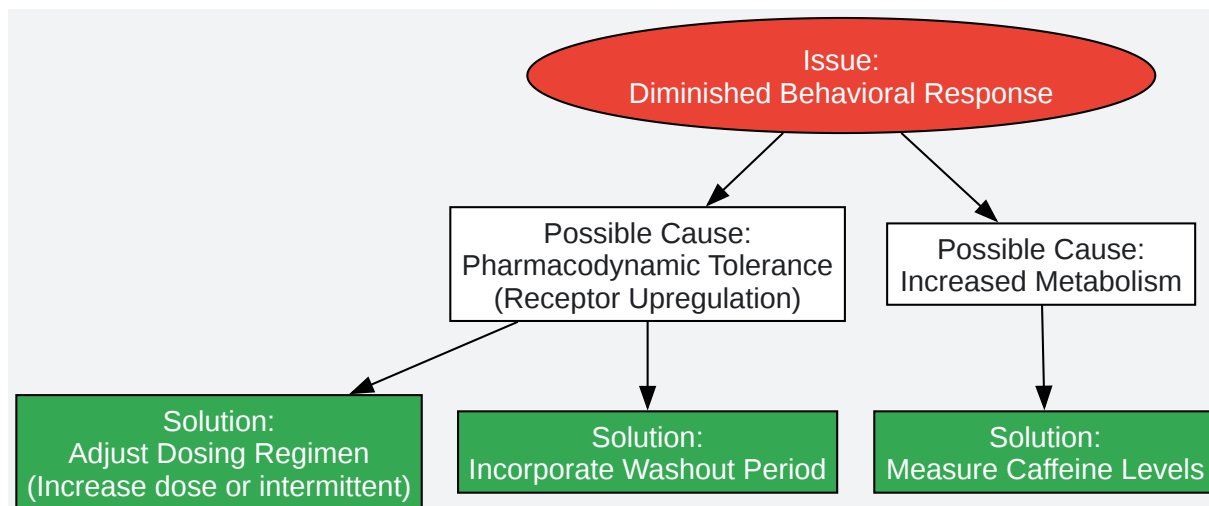 Issue:
Diminished Behavioral Response
Possible Cause:
Pharmacodynamic Tolerance
(Receptor Upregulation)
Possible Cause:
Increased Metabolism
Solution:
Adjust Dosing Regimen
(Increase dose or intermittent)
Solution:
Incorporate Washout Period
Solution:
Measure Caffeine Levels